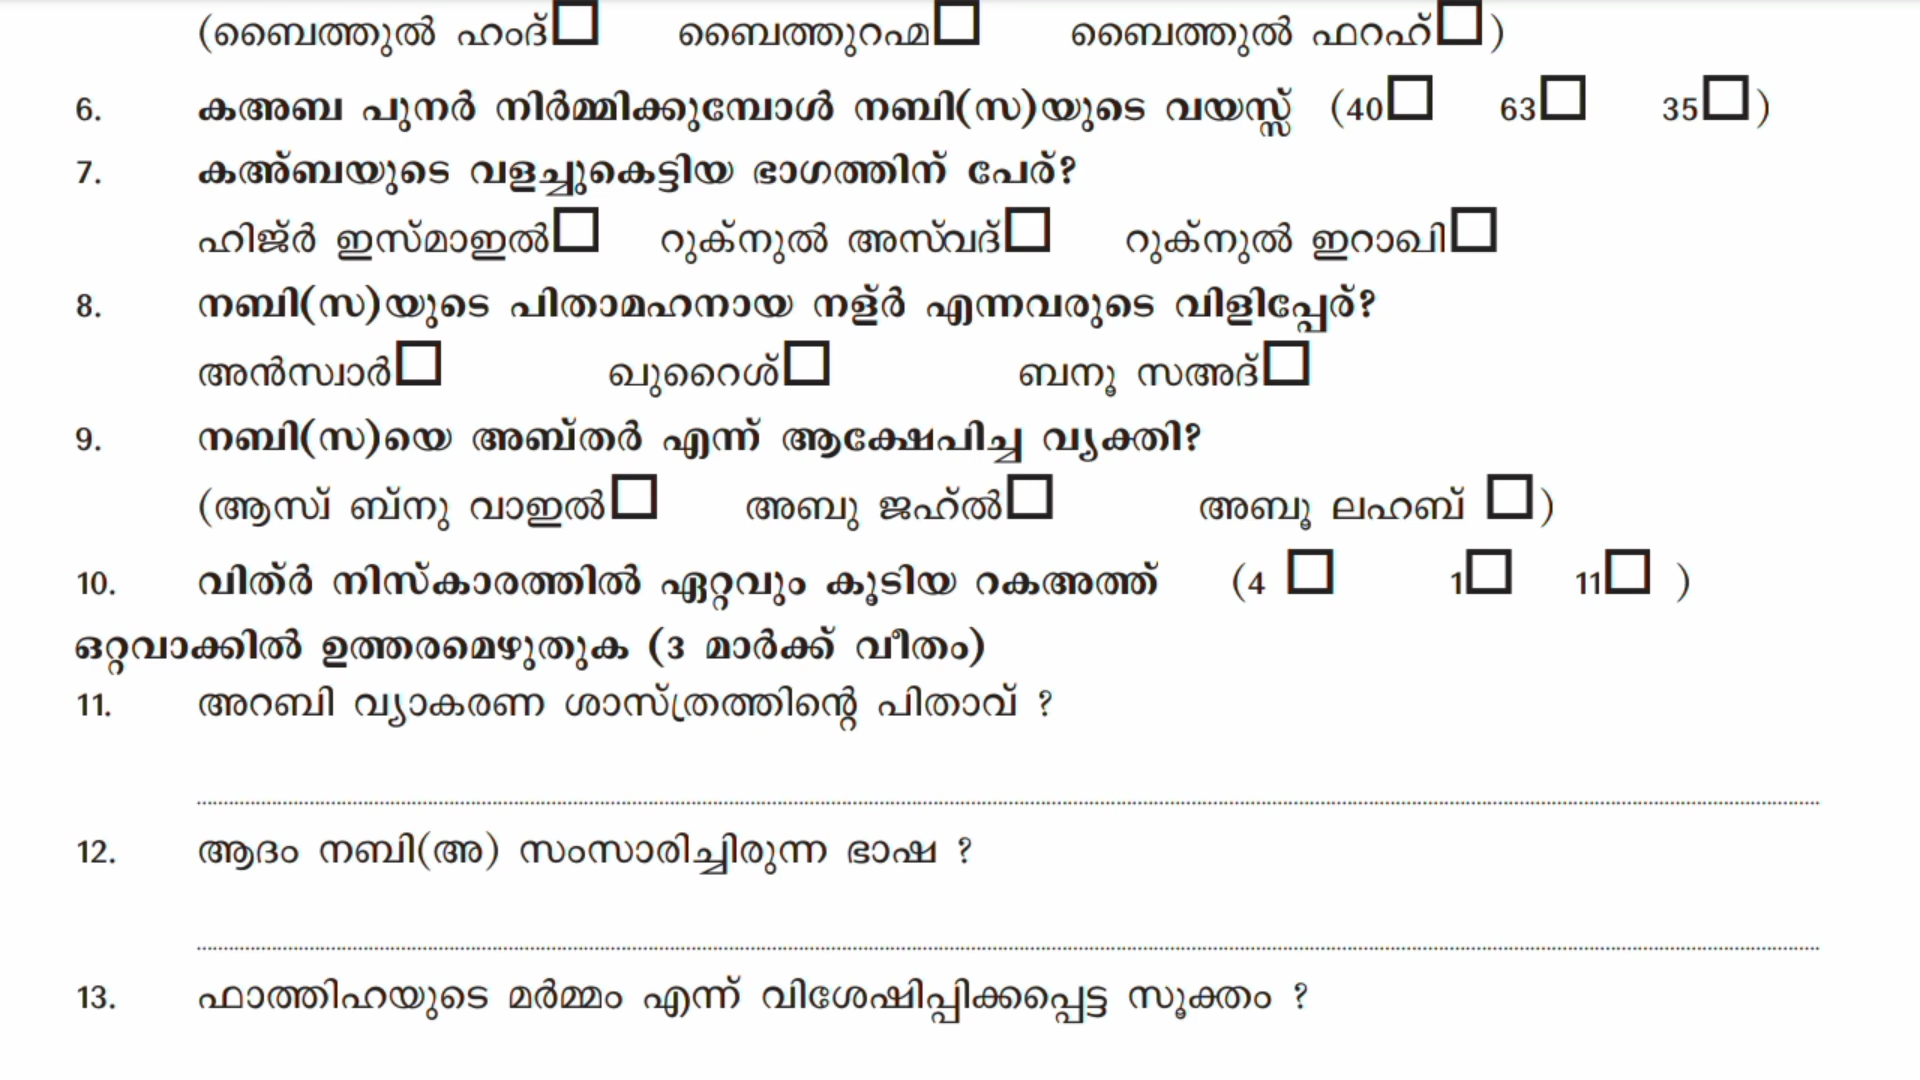 (ബൈത്തുൽ ഹംദ്☐ ബൈത്തുറഹ്മ☐ ബൈത്തുൽ ഫറഹ്☐)
6. കഅബ പുനർ നിർമ്മിക്കുമ്പോൾ നബി(സ)യുടെ വയസ്സ് (40☐ 63☐ 35☐)
7. കഅ്ബയുടെ വളച്ചുകെട്ടിയ ഭാഗത്തിന് പേര്?
ഹിജ്ർ ഇസ്മാഇൽ☐ റുക്നുൽ അസ്‌വദ്☐ റുക്നുൽ ഇറാഖി☐
8. നബി(സ)യുടെ പിതാമഹനായ നള്ർ എന്നവരുടെ വിളിപ്പേര്?
അൻസ്വാർ☐ ഖുറൈശ്☐ ബനൂ സഅദ്☐
9. നബി(സ)യെ അബ്തർ എന്ന് ആക്ഷേപിച്ച വ്യക്തി?
(ആസ്വ് ബ്നു വാഇൽ☐ അബു ജഹ്ൽ☐ അബൂ ലഹബ് ☐)
10. വിത്ർ നിസ്കാരത്തിൽ ഏറ്റവും കൂടിയ റകഅത്ത് (4 ☐ 1☐ 11☐ )
ഒറ്റവാക്കിൽ ഉത്തരമെഴുതുക (3 മാർക്ക് വീതം)
11. അറബി വ്യാകരണ ശാസ്ത്രത്തിന്റെ പിതാവ് ?
12. ആദം നബി(അ) സംസാരിച്ചിരുന്ന ഭാഷ ?
13. ഫാത്തിഹയുടെ മർമ്മം എന്ന് വിശേഷിപ്പിക്കപ്പെട്ട സൂക്തം ?